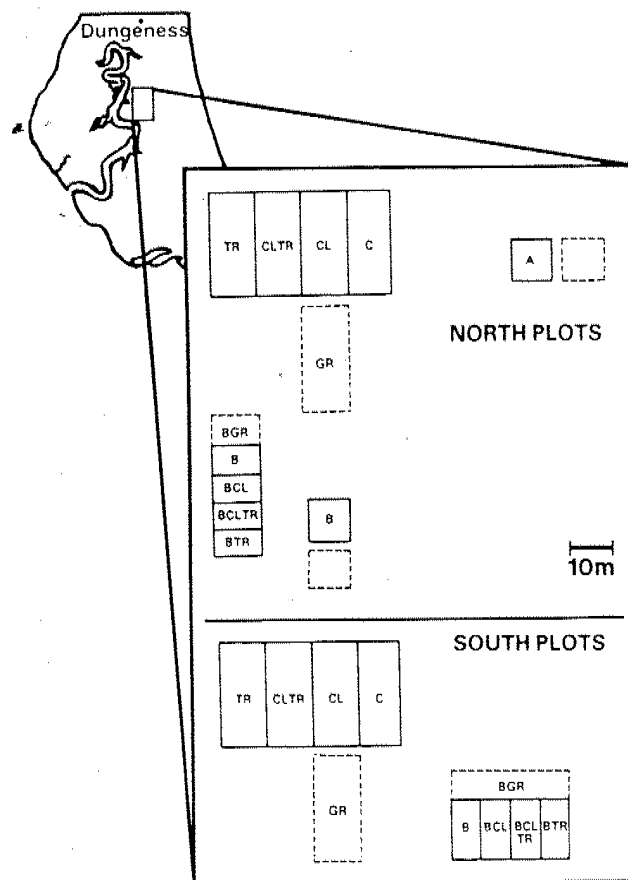 Dungeness
TR CLTR CL C
A
NORTH PLOTS
GR
BGR
B
BCL
BCLTR
BTR
B
10m
SOUTH PLOTS
TR CLTR CL C
GR
BGR
B BCL BCL TR BTR